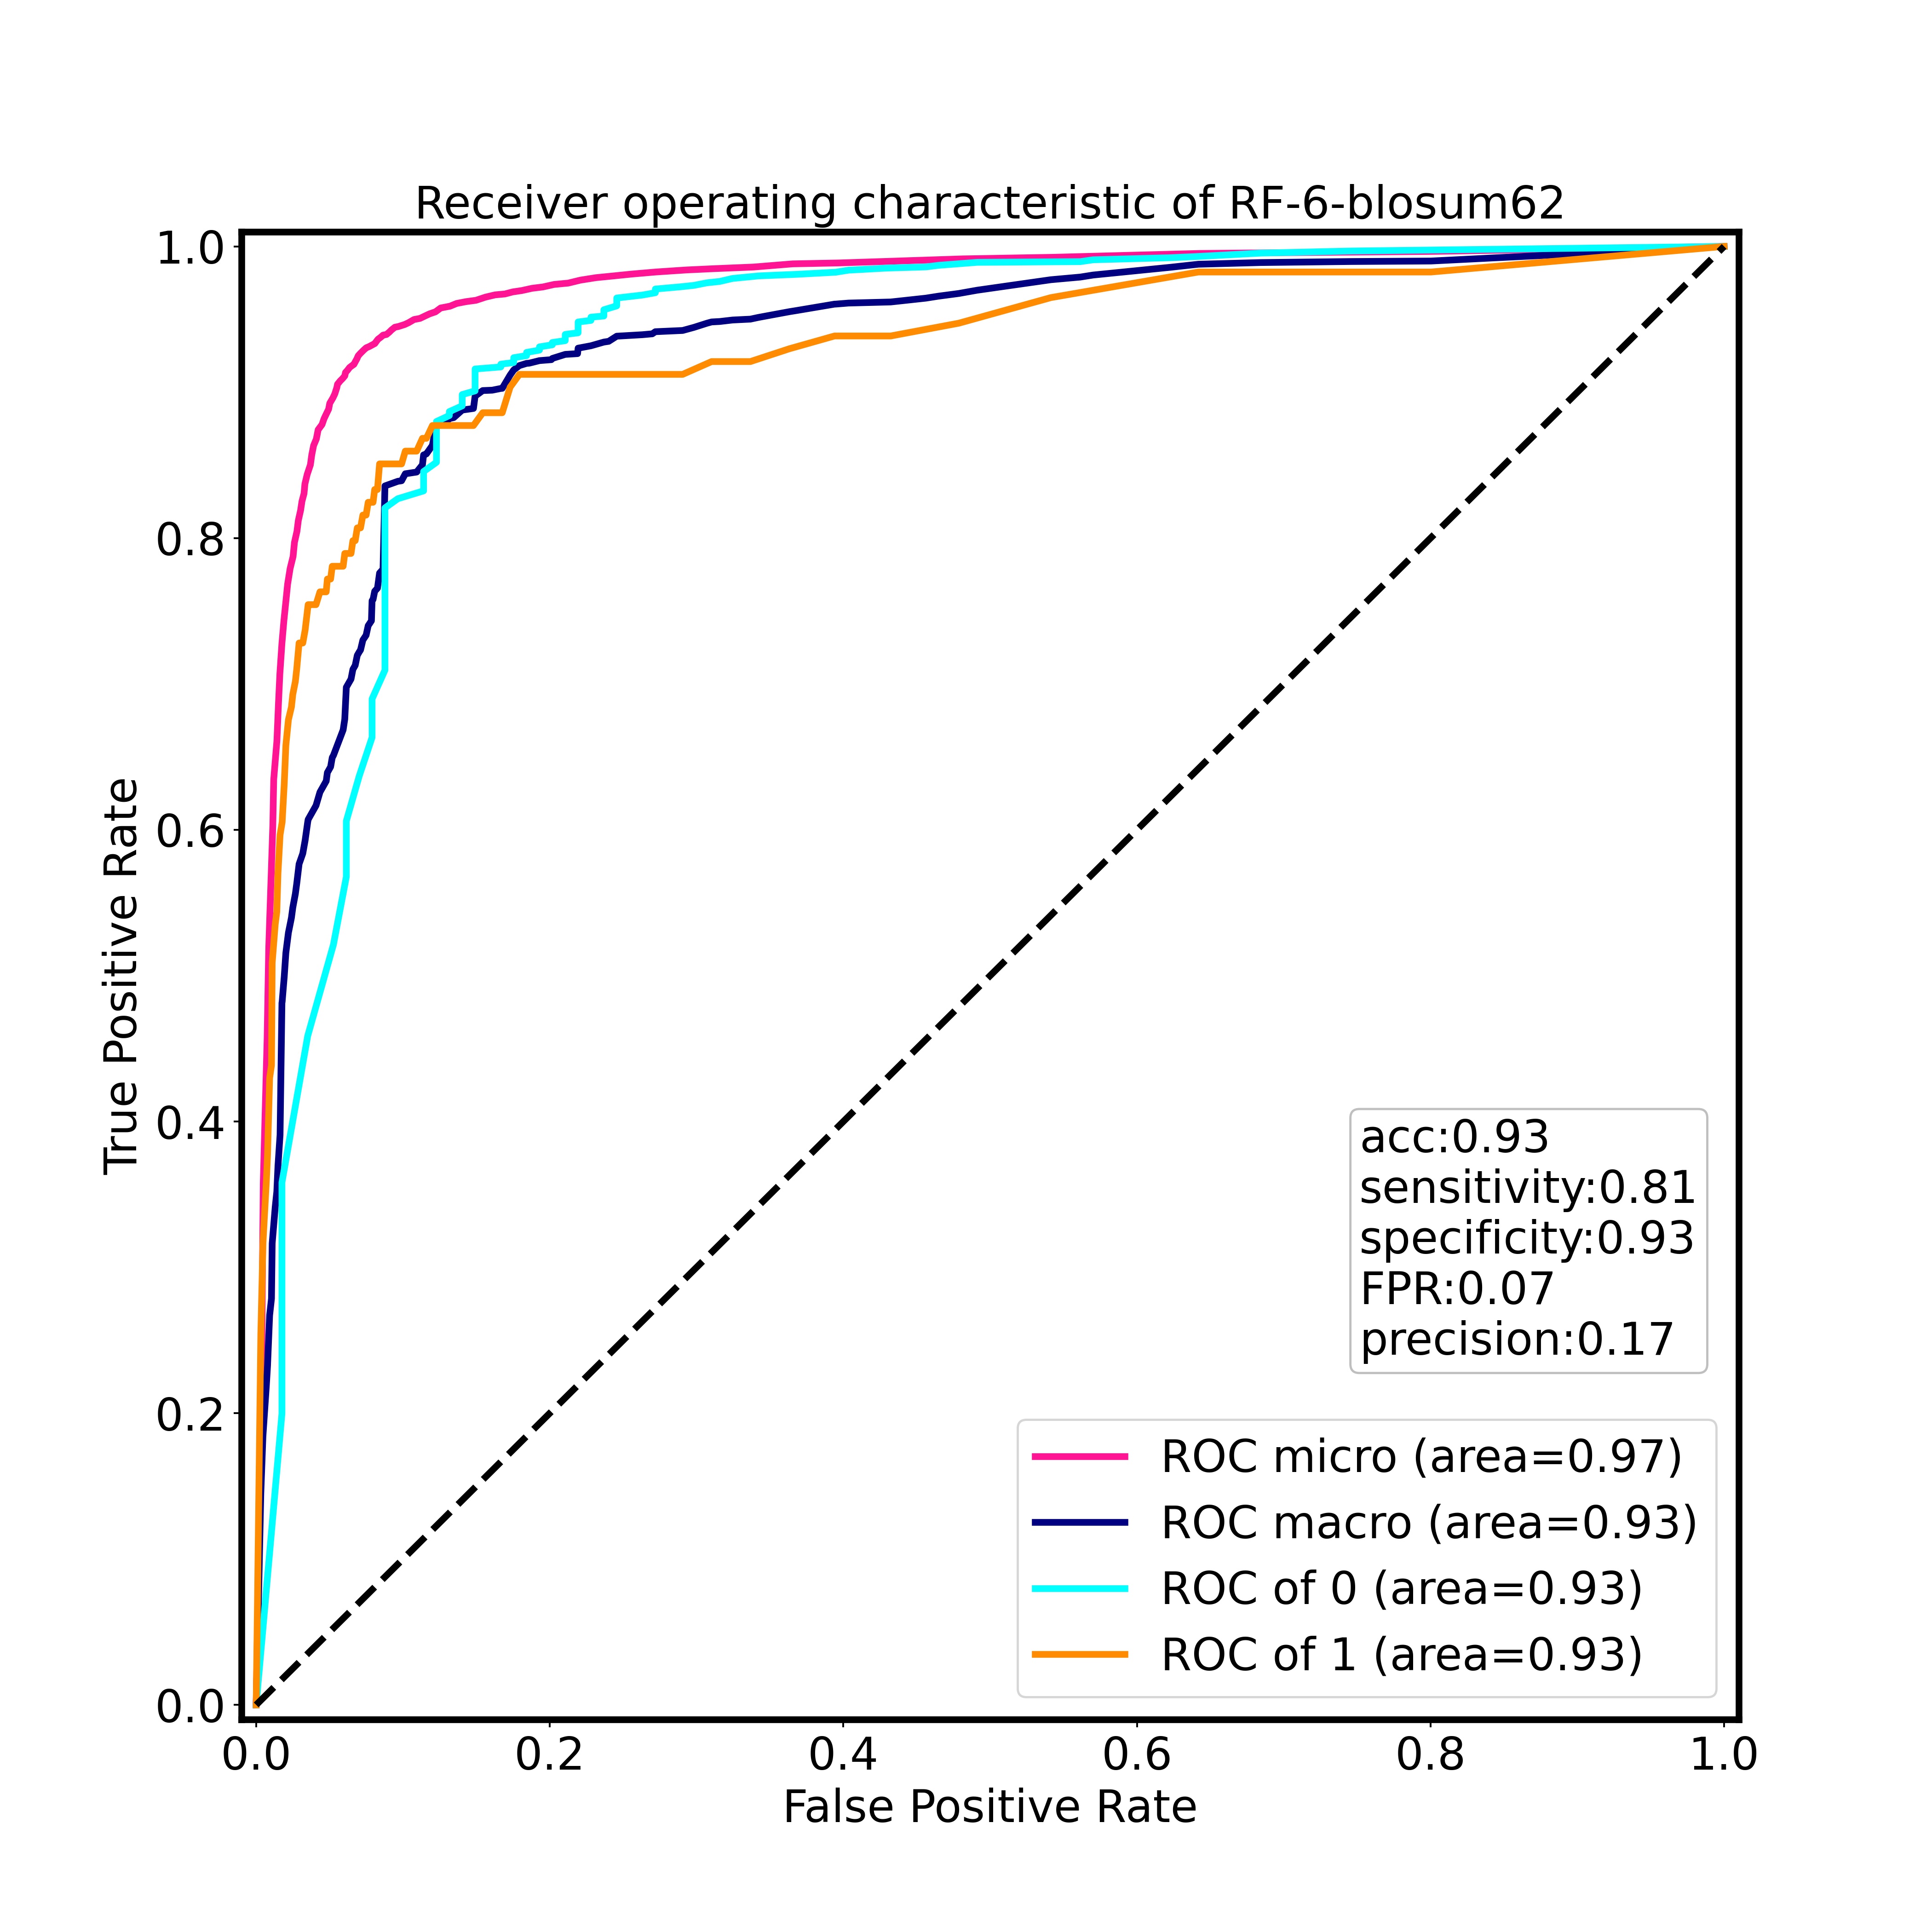 Receiver operating characteristic of RF-6-blosum62
1.0
0.8
0.6
0.4
0.2
0.0
True Positive Rate
acc:0.93
sensitivity:0.81
specificity:0.93
FPR:0.07
precision:0.17
ROC micro (area=0.97)
ROC macro (area=0.93)
ROC of 0 (area=0.93)
ROC of 1 (area=0.93)
0.0 0.2 0.4 0.6 0.8 1.0
False Positive Rate